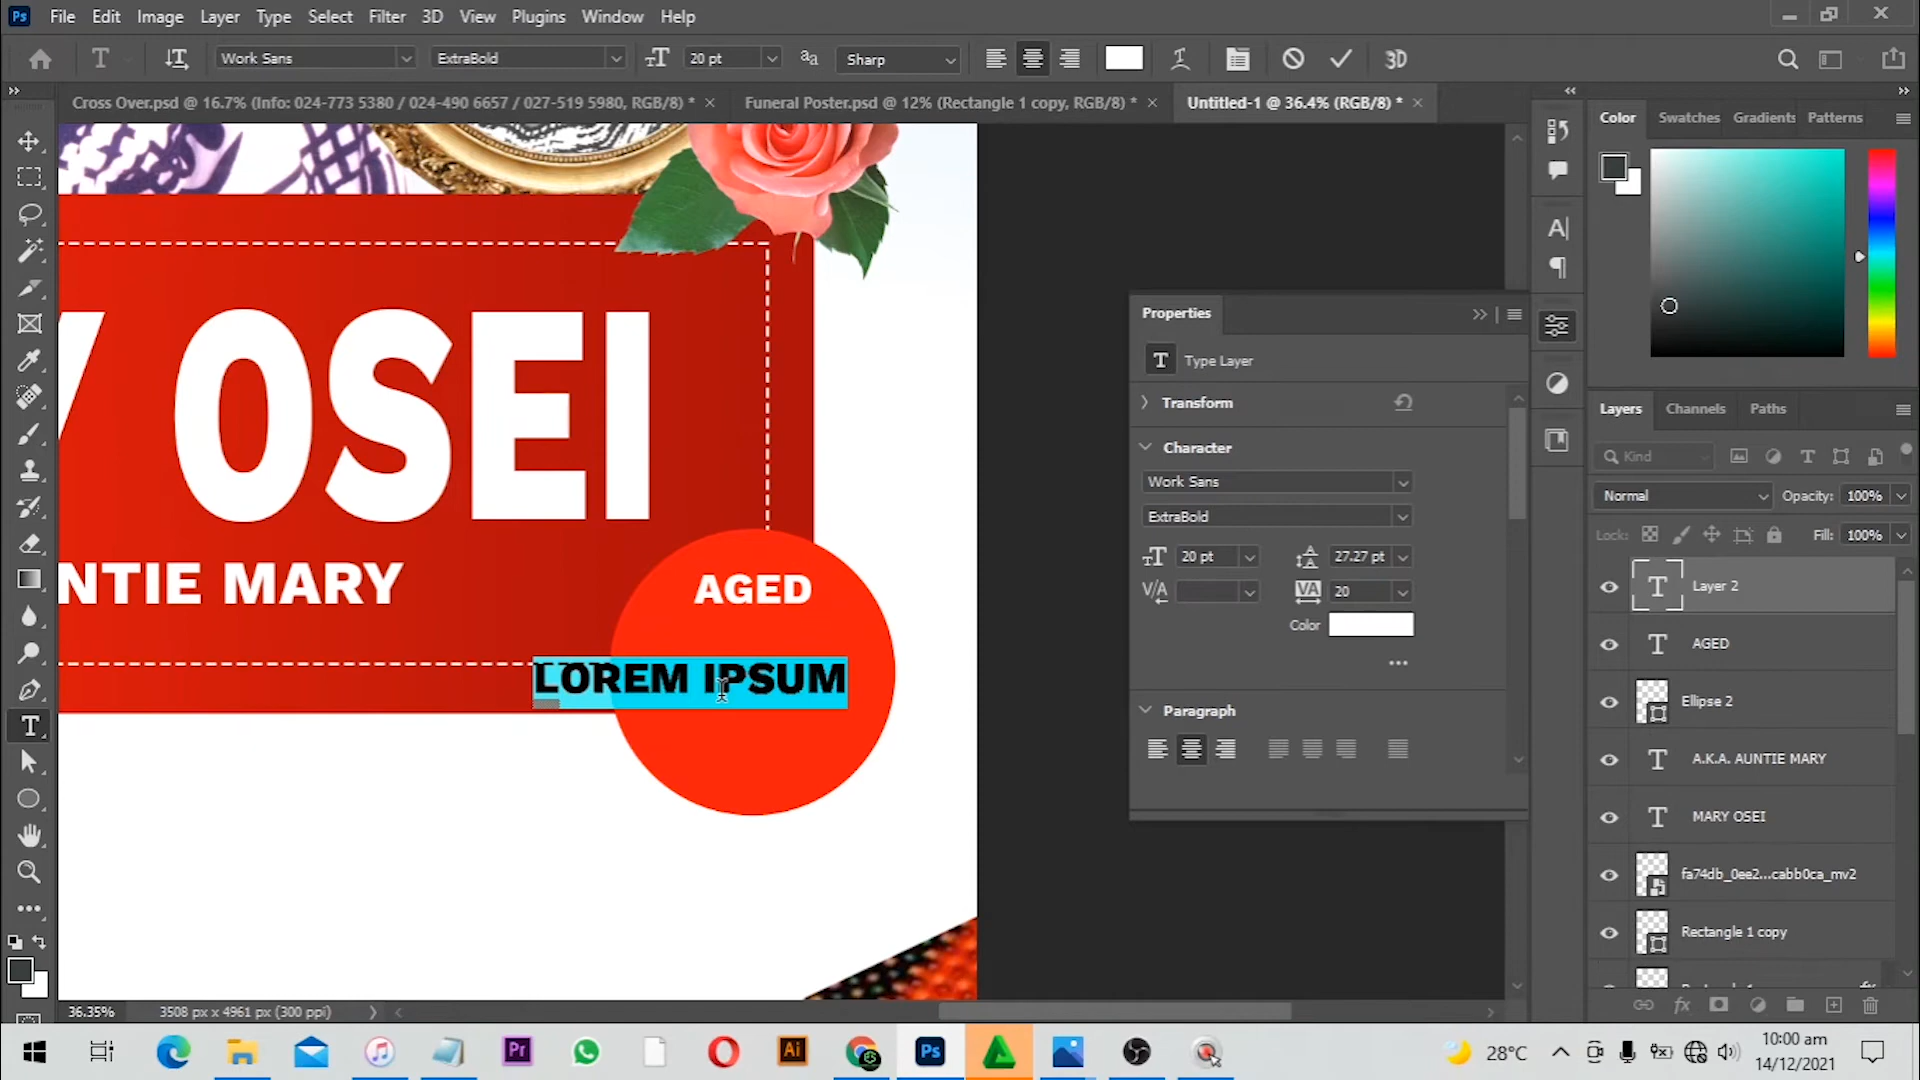 File Edit Image Layer Type Select Filter 3D View Plugins Window Help
Work Sans ExtraBold 20 pt Sharp 3D
Cross Over.psd @ 16.7% (Info: 024-773 5380 / 024-490 6657 / 027-519 5980, RGB/8) *
Funeral Poster.psd @ 12% (Rectangle 1 copy, RGB/8) *
Untitled-1 @ 36.4% (RGB/8) *
Color Swatches Gradients Patterns
OSEI
NTIE MARY
AGED
LOREM IPSUM
Properties
Type Layer
Transform
Character
Work Sans
ExtraBold
20 pt 27.27 pt
20
Color
Paragraph
Layers Channels Paths
Kind
Normal Opacity: 100%
Lock: Fill: 100%
Layer 2
AGED
Ellipse 2
A.K.A. AUNTIE MARY
MARY OSEI
fa74db_0ee2...cabb0ca_mv2
Rectangle 1 copy
36.35% 3508 px x 4961 px (300 ppi)
28°C
10:00 am
14/12/2021